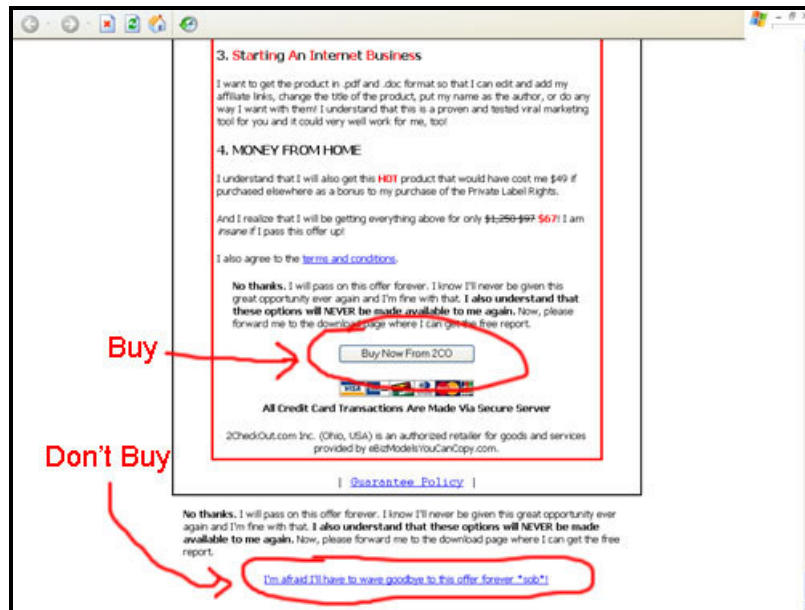 3. Starting An Internet Business
I want to get the product in .pdf and .doc format so that I can edit and add my
affiliate links, change the title of the product, put my name as the author, or do any
way I want with them! I understand that this is a proven and tested viral marketing
tool for you and it could very well work for me, too!
4. MONEY FROM HOME
I understand that I will also get this HOT product that would have cost me $49 if
purchased elsewhere as a bonus to my purchase of the Private Label Rights.
And I realize that I will be getting everything above for only $1,250 $97 $67! I am
insane if I pass this offer up!
I also agree to the terms and conditions.
No thanks. I will pass on this offer forever. I know I'll never be given this
great opportunity ever again and I'm fine with that. I also understand that
these options will NEVER be made available to me again. Now, please
forward me to the download page where I can get the free report.
Buy
Buy Now From 2CO
VISA
All Credit Card Transactions Are Made Via Secure Server
2CheckOut.com Inc. (Ohio, USA) is an authorized retailer for goods and services
provided by eBizModelsYouCanCopy.com.
Don't Buy
| Guarantee Policy |
No thanks. I will pass on this offer forever. I know I'll never be given this great opportunity ever
again and I'm fine with that. I also understand that these options will NEVER be made
available to me again. Now, please forward me to the download page where I can get the free
report.
I'm afraid I'll have to wave goodbye to this offer forever *sob*!